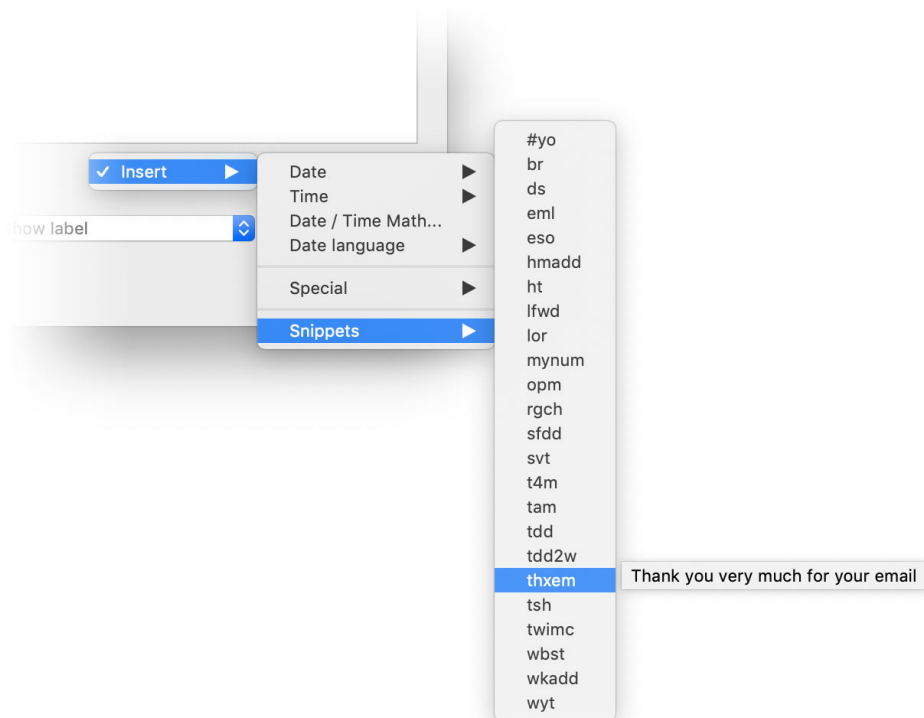 ✓ Insert ▶
how label
Date ▶
Time ▶
Date / Time Math...
Date language ▶
Special ▶
Snippets ▶
#yo
br
ds
eml
eso
hmadd
ht
lfwd
lor
mynum
opm
rgch
sfdd
svt
t4m
tam
tdd
tdd2w
thxem
Thank you very much for your email
tsh
twimc
wbst
wkadd
wyt